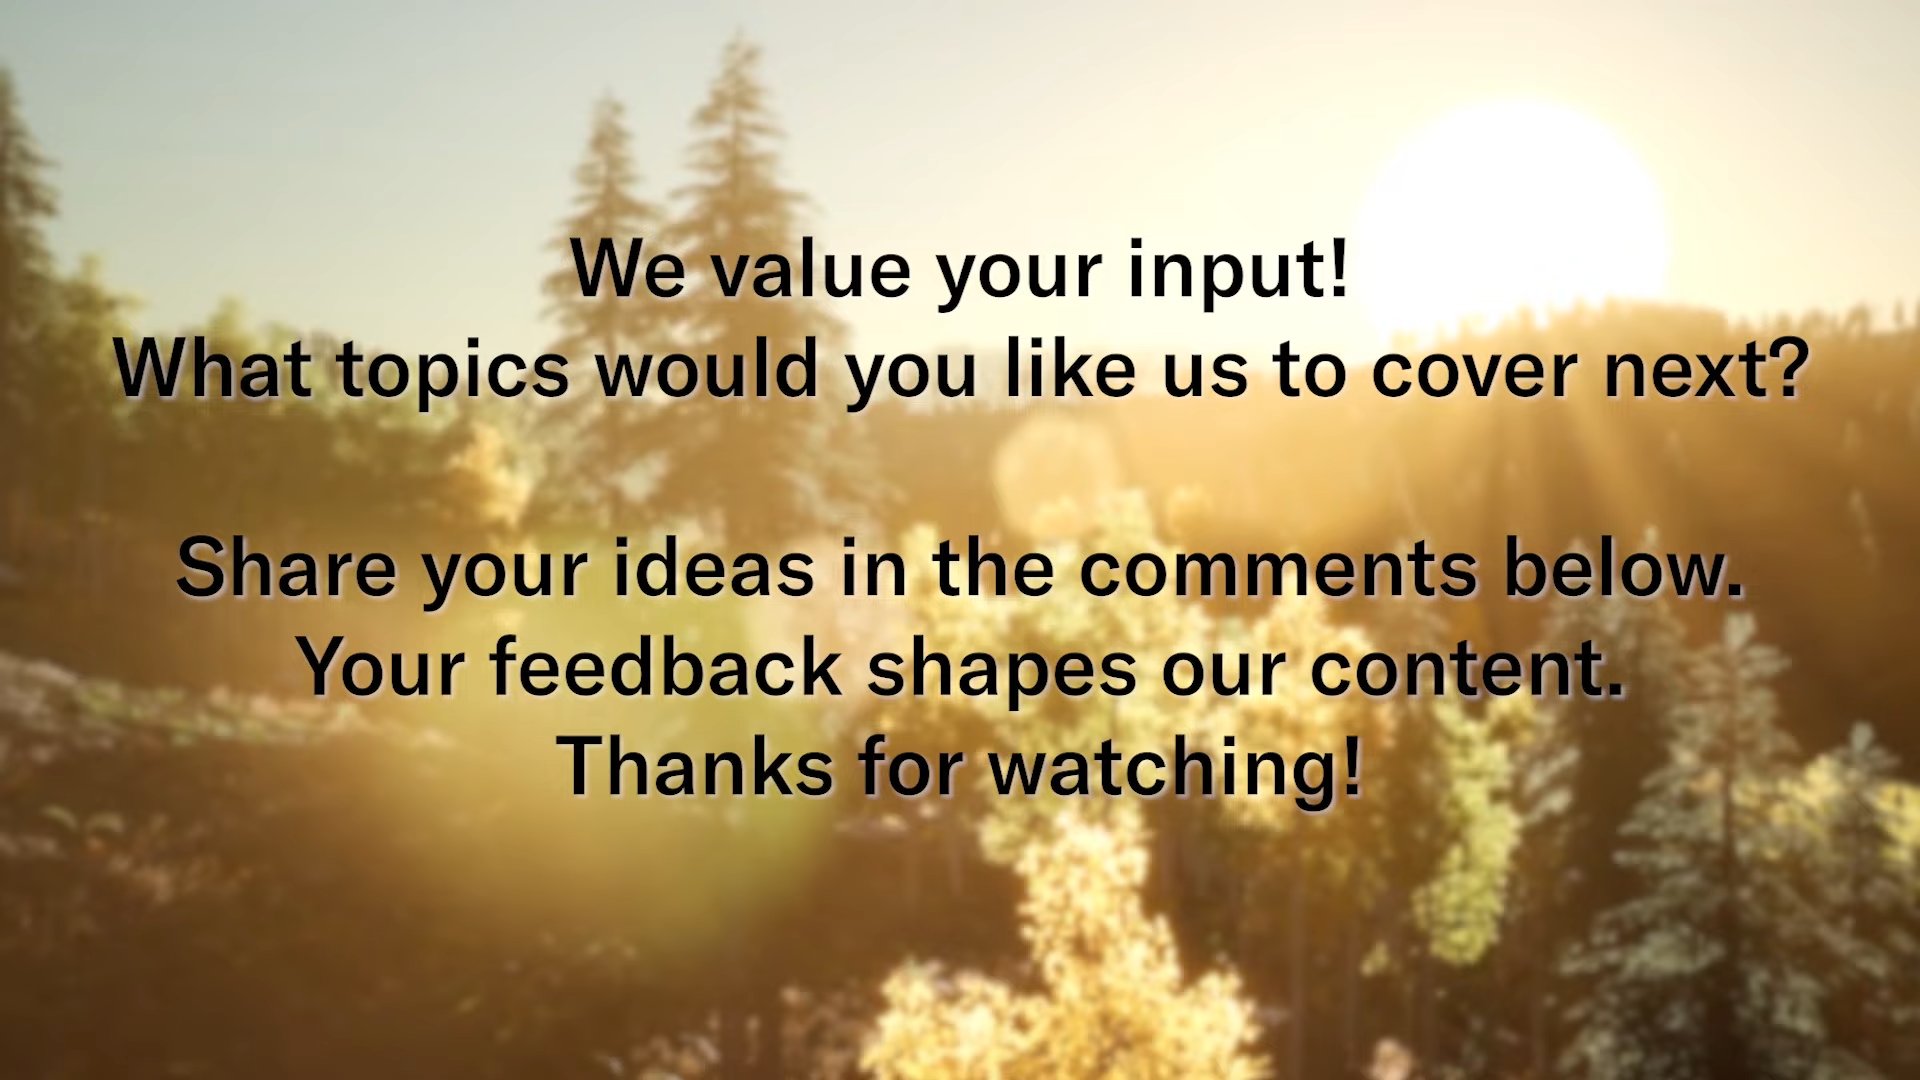 We value your input!
What topics would you like us to cover next?
Share your ideas in the comments below.
Your feedback shapes our content.
Thanks for watching!